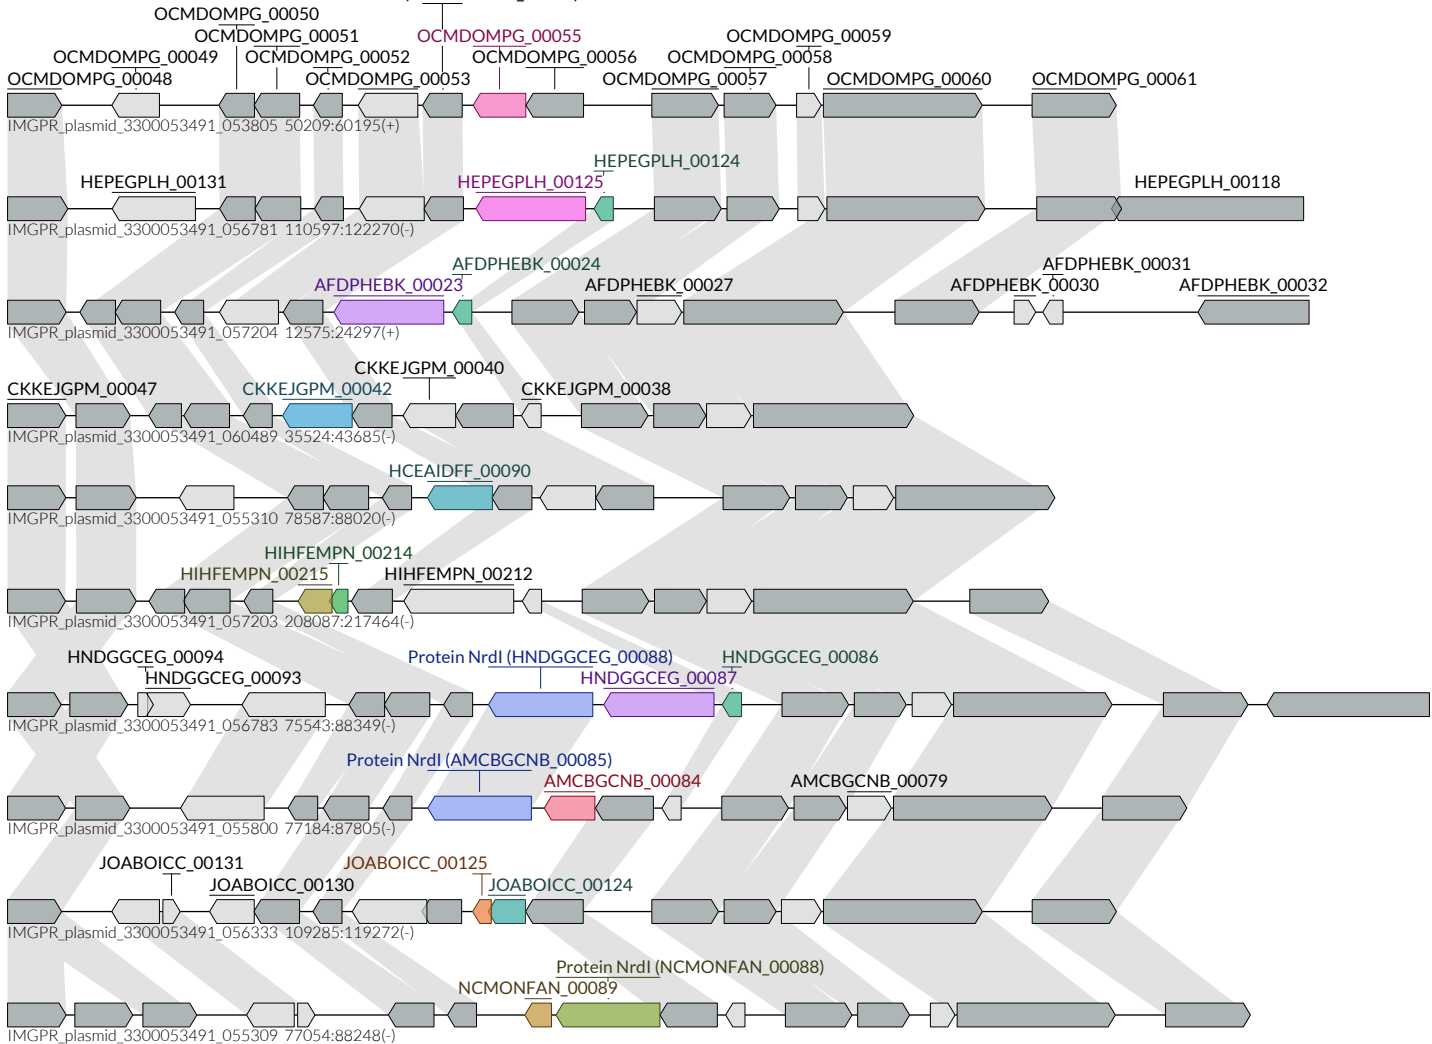 OCMDOMPG_00050
OCMDOMPG_00051 OCMDOMPG_00055 OCMDOMPG_00059
OCMDOMPG_00049 OCMDOMPG_00052 OCMDOMPG_00056 OCMDOMPG_00058
OCMDOMPG_00048 OCMDOMPG_00053 OCMDOMPG_00057 OCMDOMPG_00060 OCMDOMPG_00061
IMGPR_plasmid_3300053491_053805 50209:60195(+)
HEPEGPLH_00124
HEPEGPLH_00131 HEPEGPLH_00125 HEPEGPLH_00118
IMGPR_plasmid_3300053491_056781 110597:122270(-)
AFDPHEBK_00024 AFDPHEBK_00031
AFDPHEBK_00023 AFDPHEBK_00027 AFDPHEBK_00030 AFDPHEBK_00032
IMGPR_plasmid_3300053491_057204 12575:24297(+)
CKKEJGPM_00040
CKKEJGPM_00047 CKKEJGPM_00042 CKKEJGPM_00038
IMGPR_plasmid_3300053491_060489 35524:43685(-)
HCEAIDFF_00090
IMGPR_plasmid_3300053491_055310 78587:88020(-)
HIHFEMPN_00214
HIHFEMPN_00215 HIHFEMPN_00212
IMGPR_plasmid_3300053491_057203 208087:217464(-)
HNDGGCEG_00094 Protein NrdI (HNDGGCEG_00088) HNDGGCEG_00086
HNDGGCEG_00093 HNDGGCEG_00087
IMGPR_plasmid_3300053491_056783 75543:88349(-)
Protein NrdI (AMCBGCNB_00085)
AMCBGCNB_00084 AMCBGCNB_00079
IMGPR_plasmid_3300053491_055800 77184:87805(-)
JOABOICC_00131 JOABOICC_00125
JOABOICC_00130 JOABOICC_00124
IMGPR_plasmid_3300053491_056333 109285:119272(-)
Protein NrdI (NCMONFAN_00088)
NCMONFAN_00089
IMGPR_plasmid_3300053491_055309 77054:88248(-)